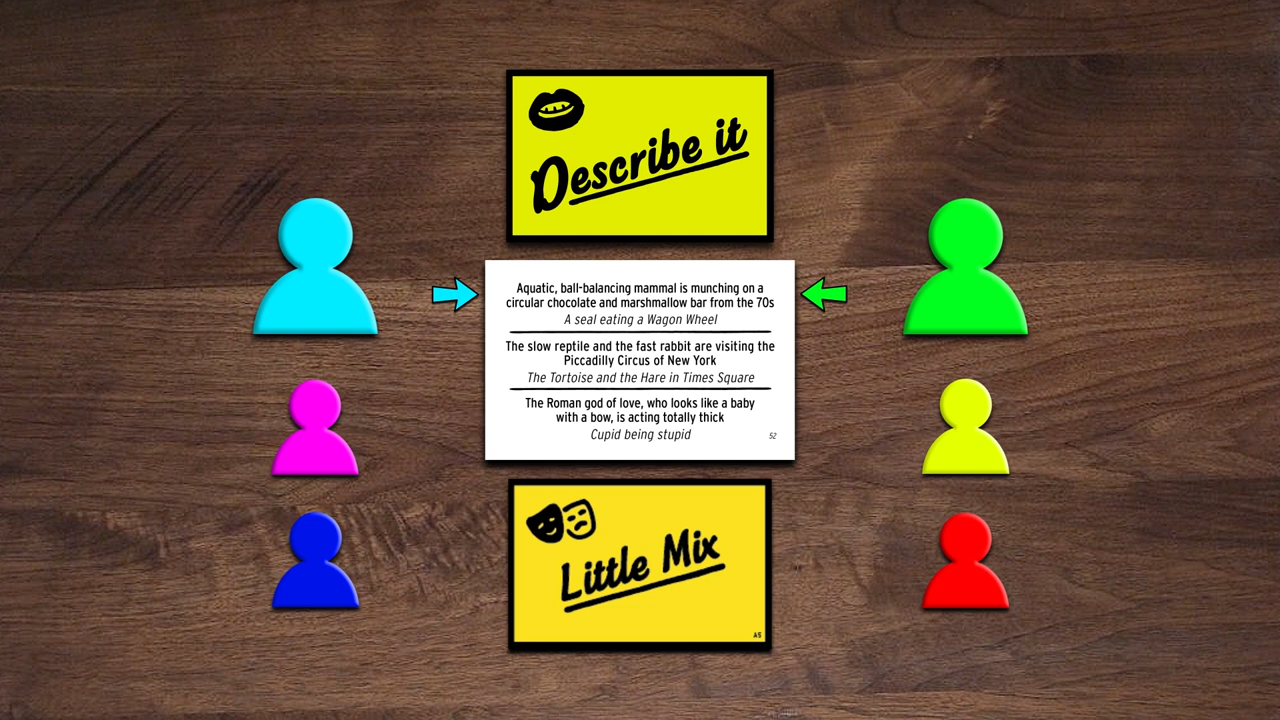 Describe it
Aquatic, ball-balancing mammal is munching on a
circular chocolate and marshmallow bar from the 70s
A seal eating a Wagon Wheel
The slow reptile and the fast rabbit are visiting the
Piccadilly Circus of New York
The Tortoise and the Hare in Times Square
The Roman god of love, who looks like a baby
with a bow, is acting totally thick
Cupid being stupid
52
Little Mix
A5